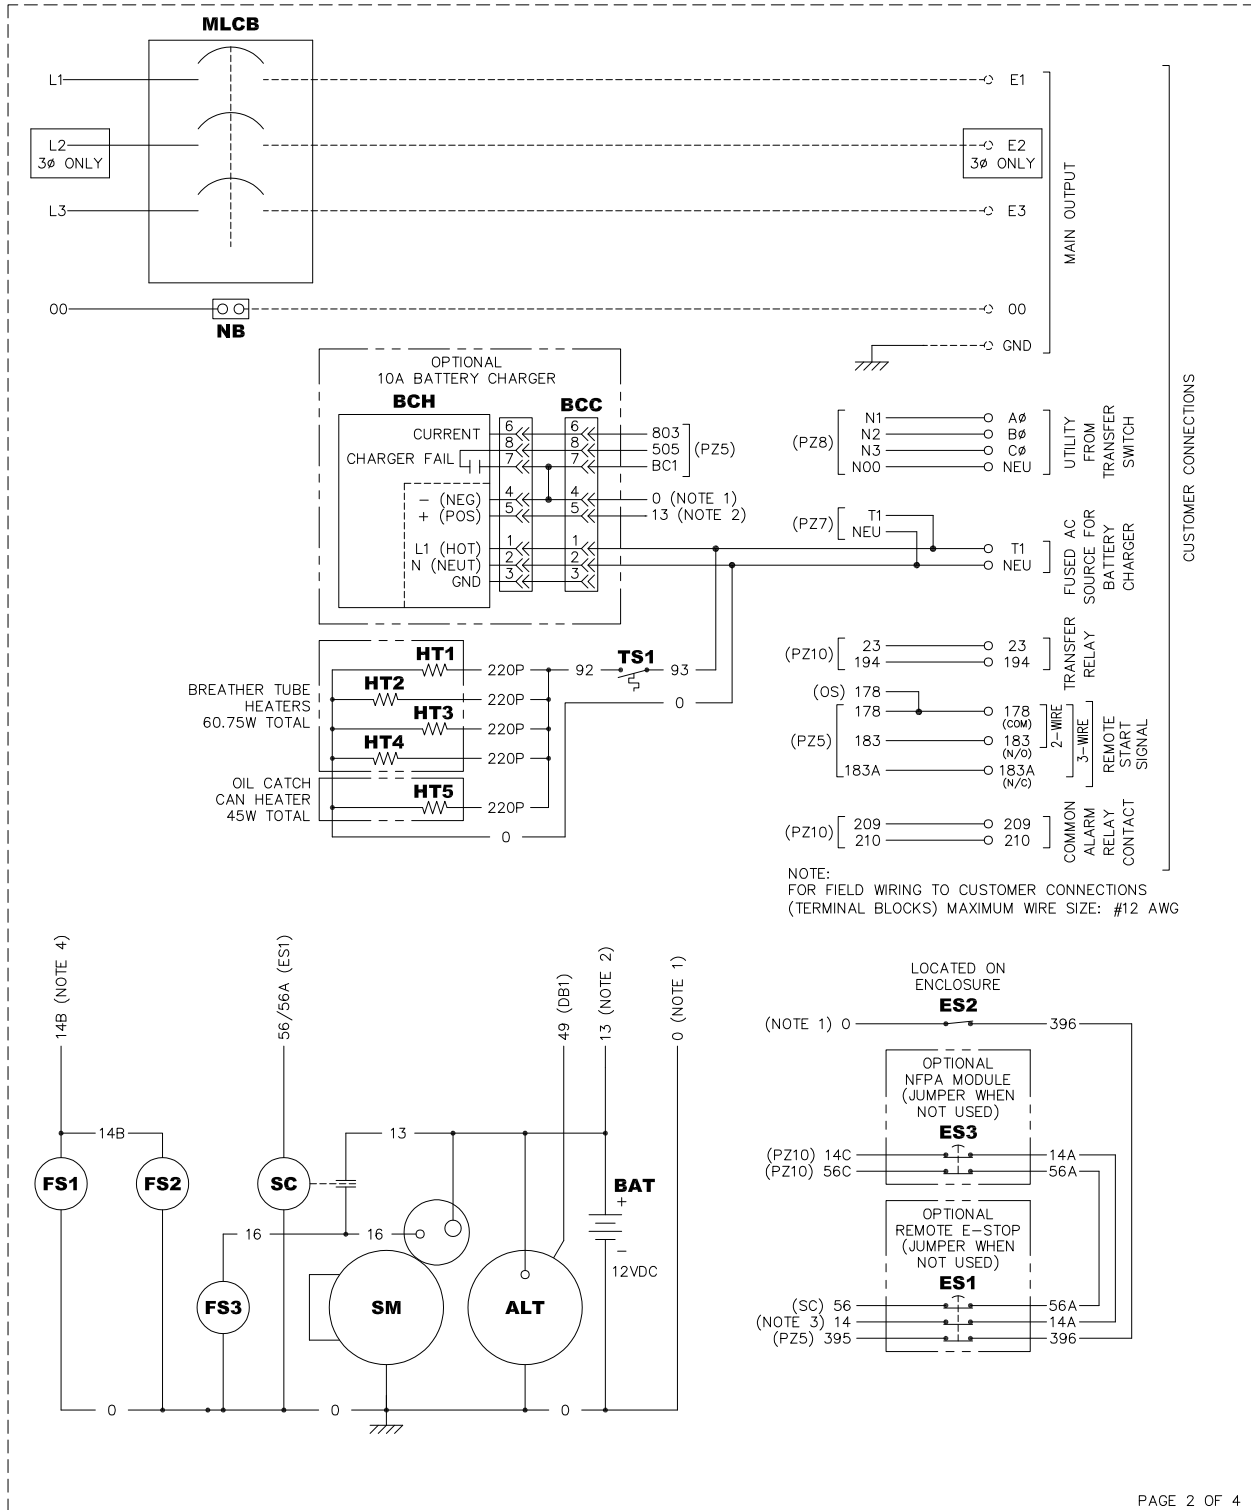 MLCB
L1
E1
L2
3ø ONLY
E2
3ø ONLY
L3
E3
MAIN OUTPUT
00
NB
00
GND
OPTIONAL
10A BATTERY CHARGER
BCH
BCC
CURRENT
6
6
803
8
8
505
(PZ5)
CHARGER FAIL
7
7
BC1
– (NEG)
4
4
0 (NOTE 1)
+ (POS)
5
5
13 (NOTE 2)
L1 (HOT)
1
1
N (NEUT)
2
2
GND
3
3
(PZ8)
N1
Aø
N2
Bø
N3
Cø
N00
NEU
UTILITY
FROM
TRANSFER
SWITCH
(PZ7)
T1
NEU
T1
NEU
FUSED AC
SOURCE FOR
BATTERY
CHARGER
CUSTOMER CONNECTIONS
BREATHER TUBE
HEATERS
60.75W TOTAL
HT1
220P
92
TS1
93
HT2
220P
0
HT3
220P
HT4
220P
OIL CATCH
CAN HEATER
45W TOTAL
HT5
220P
0
(PZ10)
23
23
194
194
TRANSFER
RELAY
(OS) 178
(PZ5)
178
178
(COM)
183
183
(N/O)
183A
183A
(N/C)
2-WIRE
3-WIRE
REMOTE
START
SIGNAL
(PZ10)
209
209
210
210
COMMON
ALARM
RELAY
CONTACT
NOTE:
FOR FIELD WIRING TO CUSTOMER CONNECTIONS
(TERMINAL BLOCKS) MAXIMUM WIRE SIZE: #12 AWG
14B (NOTE 4)
56/56A (ES1)
49 (DB1)
13 (NOTE 2)
0 (NOTE 1)
14B
13
FS1
FS2
SC
BAT
+
–
12VDC
16
16
FS3
SM
ALT
0
0
0
LOCATED ON
ENCLOSURE
ES2
(NOTE 1) 0
396
OPTIONAL
NFPA MODULE
(JUMPER WHEN
NOT USED)
ES3
(PZ10) 14C
14A
(PZ10) 56C
56A
OPTIONAL
REMOTE E-STOP
(JUMPER WHEN
NOT USED)
ES1
(SC) 56
56A
(NOTE 3) 14
14A
(PZ5) 395
396
PAGE 2 OF 4